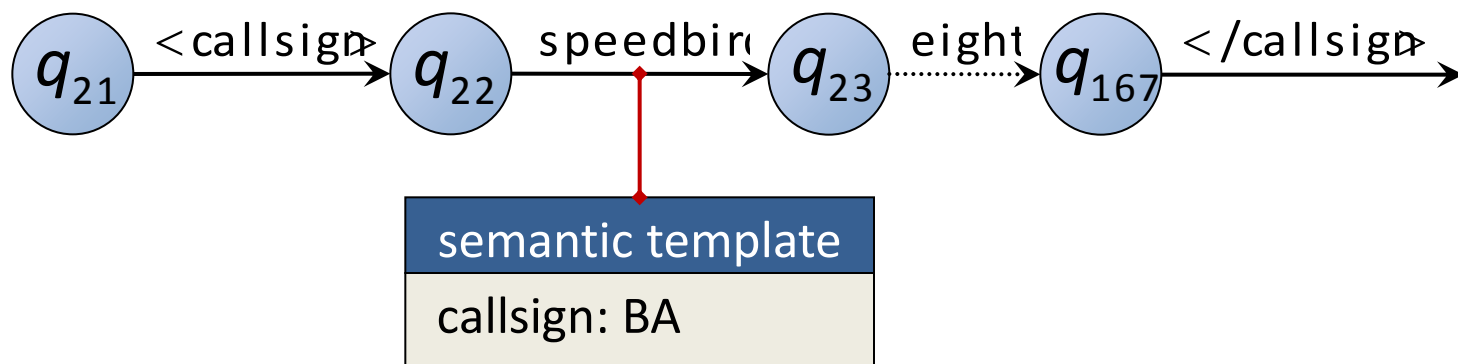 <callsign> speedbird eight </callsign>
q21 q22 q23 q167
semantic template
callsign: BA